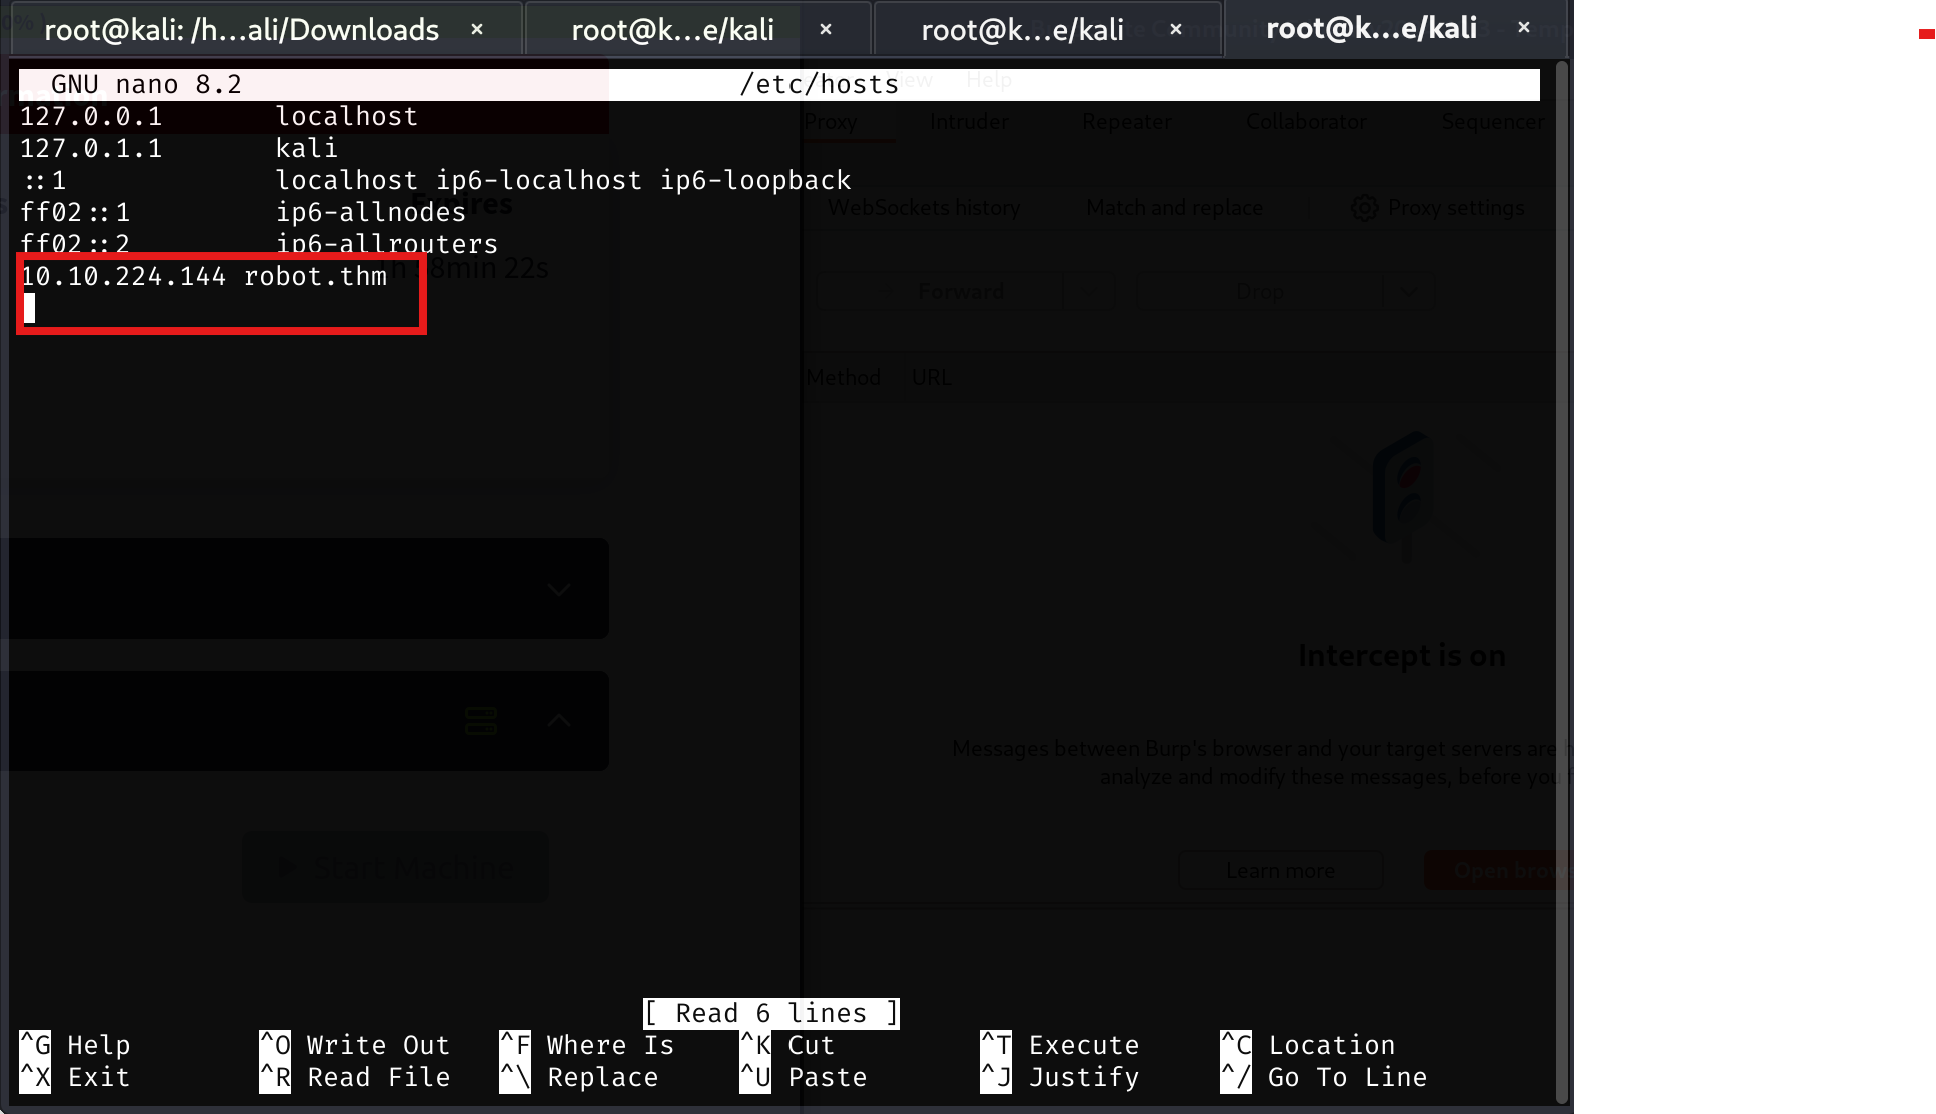 root@kali: /h...ali/Downloads × root@k...e/kali × root@k...e/kali × root@k...e/kali ×
GNU nano 8.2 /etc/hosts
View Help
127.0.0.1 localhost
Proxy Intruder Repeater Collaborator Sequencer
127.0.1.1 kali
::1 localhost ip6-localhost ip6-loopback
Expires
ff02::1 ip6-allnodes
WebSockets history Match and replace Proxy settings
ff02::2 ip6-allrouters
10.10.224.144 robot.thm
8min 22s
Forward Drop
Method URL
Intercept is on
Messages between Burp's browser and your target servers are
analyze and modify these messages, before you
Start Machine
Learn more Open brow
[ Read 6 lines ]
^G Help ^O Write Out ^F Where Is ^K Cut ^T Execute ^C Location
^X Exit ^R Read File ^\ Replace ^U Paste ^J Justify ^/ Go To Line